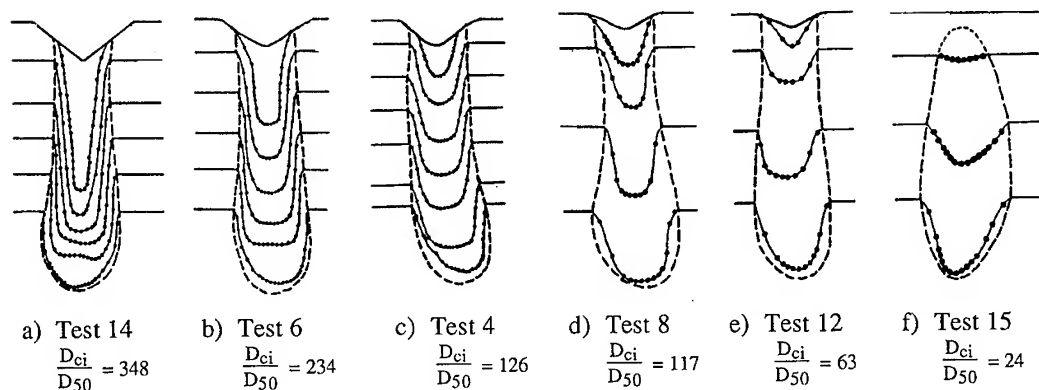 a) Test 14
D_ci/D_50 = 348
b) Test 6
D_ci/D_50 = 234
c) Test 4
D_ci/D_50 = 126
d) Test 8
D_ci/D_50 = 117
e) Test 12
D_ci/D_50 = 63
f) Test 15
D_ci/D_50 = 24